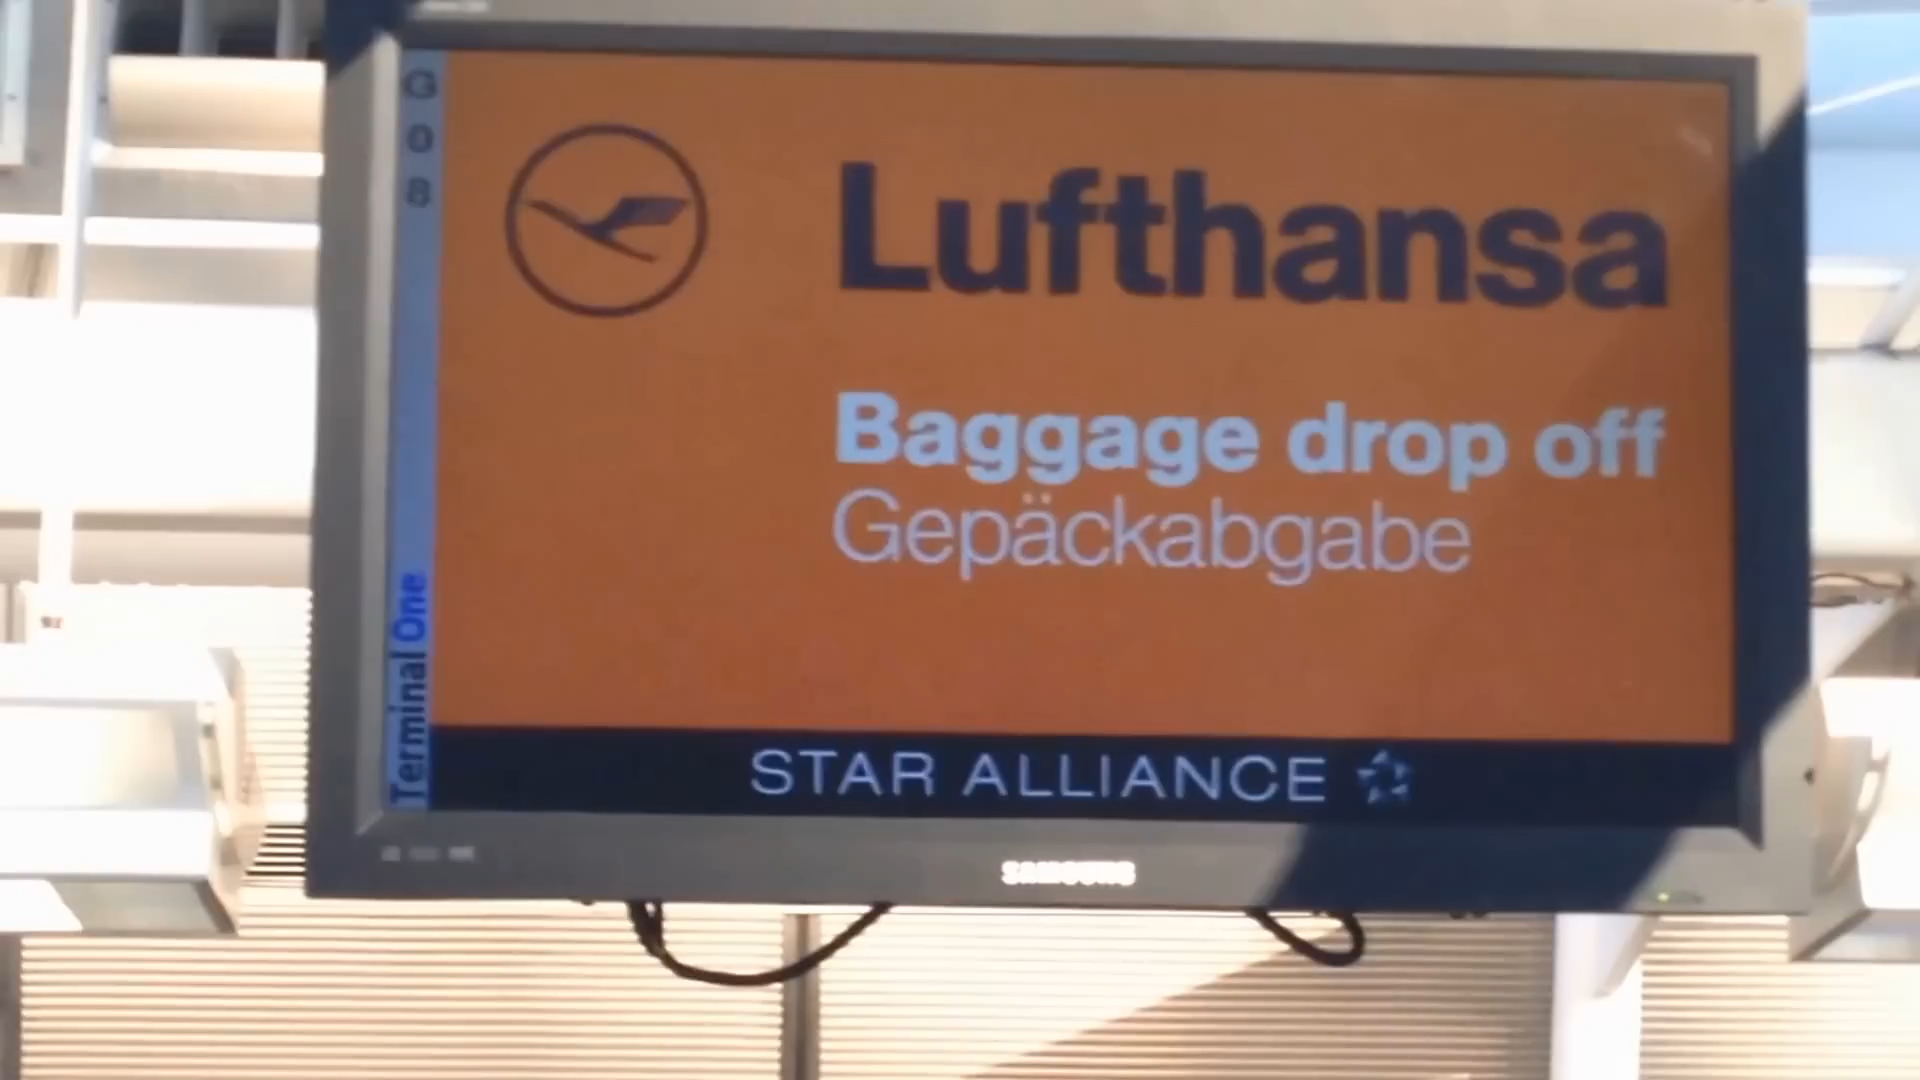 G08
Lufthansa
Baggage drop off
Gepäckabgabe
Terminal One
STAR ALLIANCE
SAMSUNG